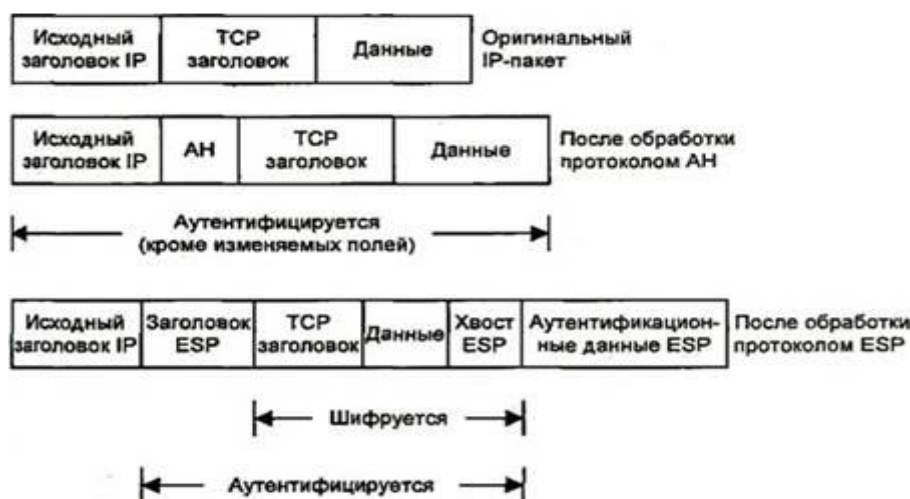 Исходный заголовок IP
TCP заголовок
Данные
Оригинальный IP-пакет
Исходный заголовок IP
АН
TCP заголовок
Данные
После обработки протоколом АН
Аутентифицируется (кроме изменяемых полей)
Исходный заголовок IP
Заголовок ESP
TCP заголовок
Данные
Хвост ESP
Аутентификацион-
ные данные ESP
После обработки протоколом ESP
Шифруется
Аутентифицируется